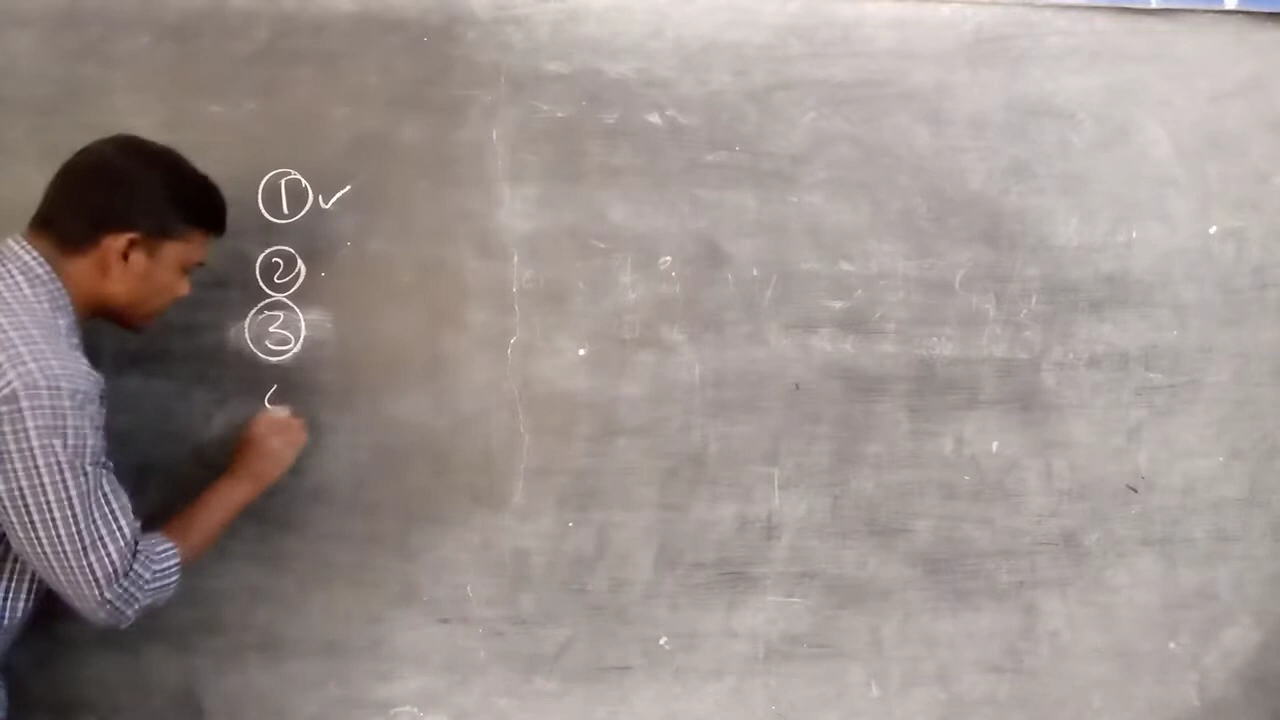 ① ✓
②
③